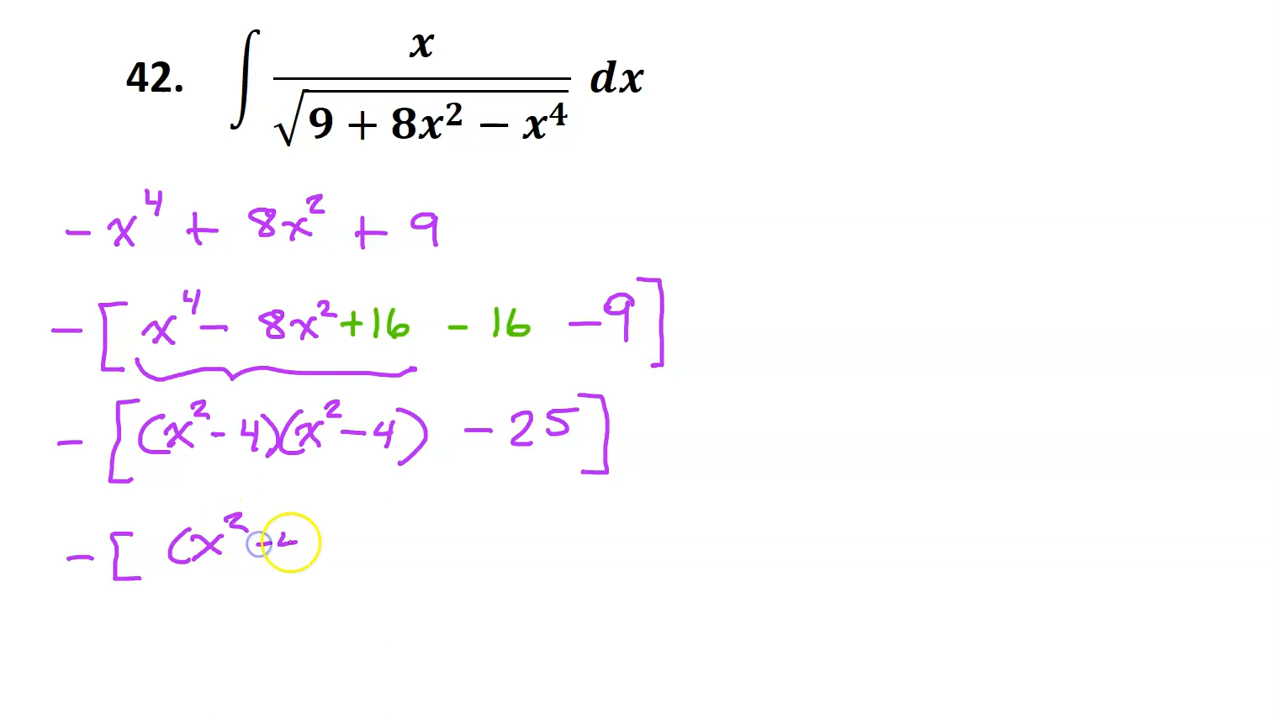 42. ∫ x / √(9 + 8x² − x⁴) dx
- x⁴ + 8x² + 9
- [x⁴ - 8x² + 16 - 16 - 9]
- [(x² - 4)(x² - 4) - 25]
- [ (x² - 4